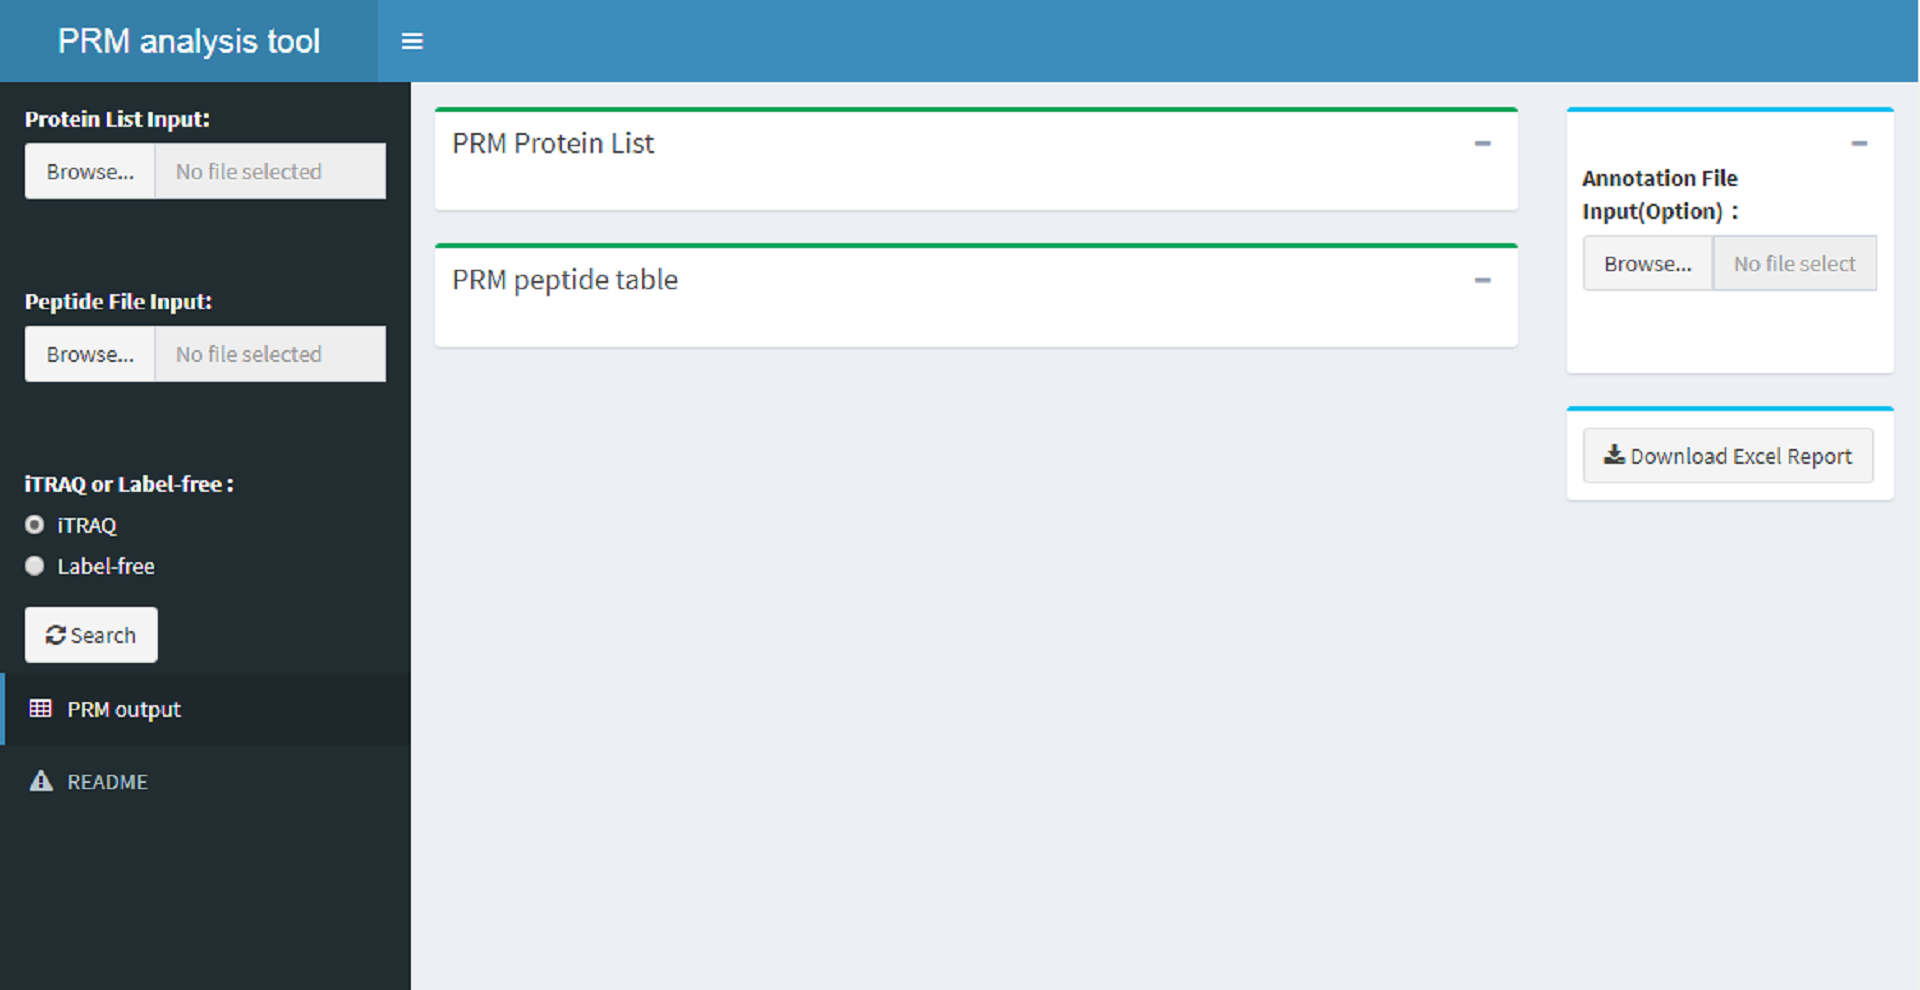 PRM analysis tool
Protein List Input:
Browse... No file selected
Peptide File Input:
Browse... No file selected
iTRAQ or Label-free :
iTRAQ
Label-free
Search
PRM output
README
PRM Protein List
PRM peptide table
Annotation File
Input(Option) :
Browse... No file select
Download Excel Report